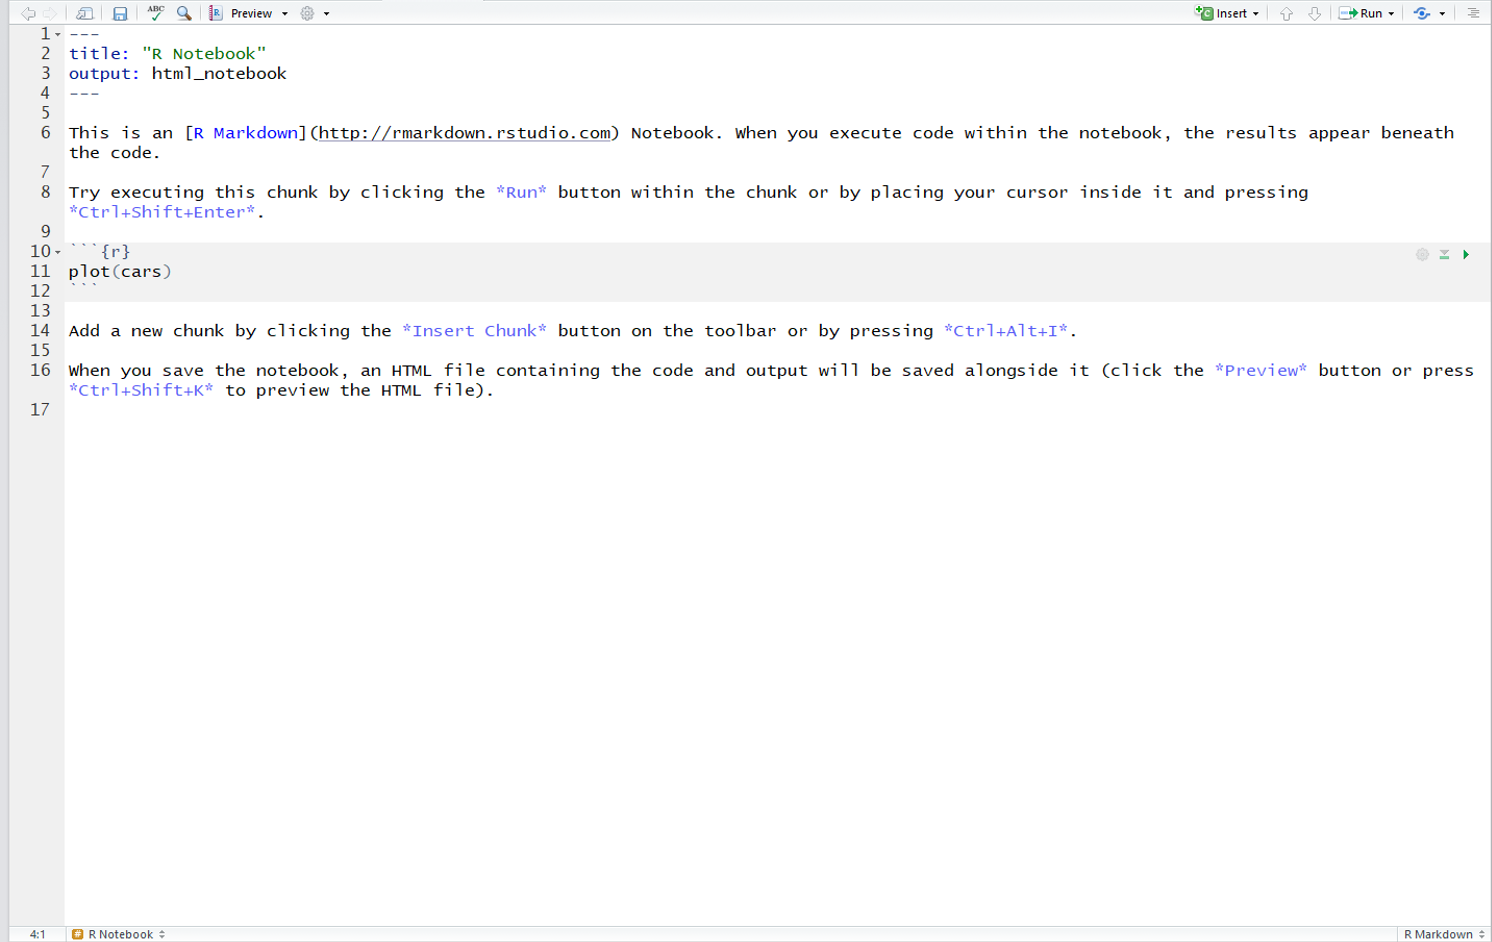 ABC Preview Insert Run
1 ---
2 title: "R Notebook"
3 output: html_notebook
4 ---
5
6 This is an [R Markdown](http://rmarkdown.rstudio.com) Notebook. When you execute code within the notebook, the results appear beneath
the code.
7
8 Try executing this chunk by clicking the *Run* button within the chunk or by placing your cursor inside it and pressing
*Ctrl+Shift+Enter*.
9
10 ```{r}
11 plot(cars)
12 ```
13
14 Add a new chunk by clicking the *Insert Chunk* button on the toolbar or by pressing *Ctrl+Alt+I*.
15
16 When you save the notebook, an HTML file containing the code and output will be saved alongside it (click the *Preview* button or press
*Ctrl+Shift+K* to preview the HTML file).
17
4:1 # R Notebook R Markdown